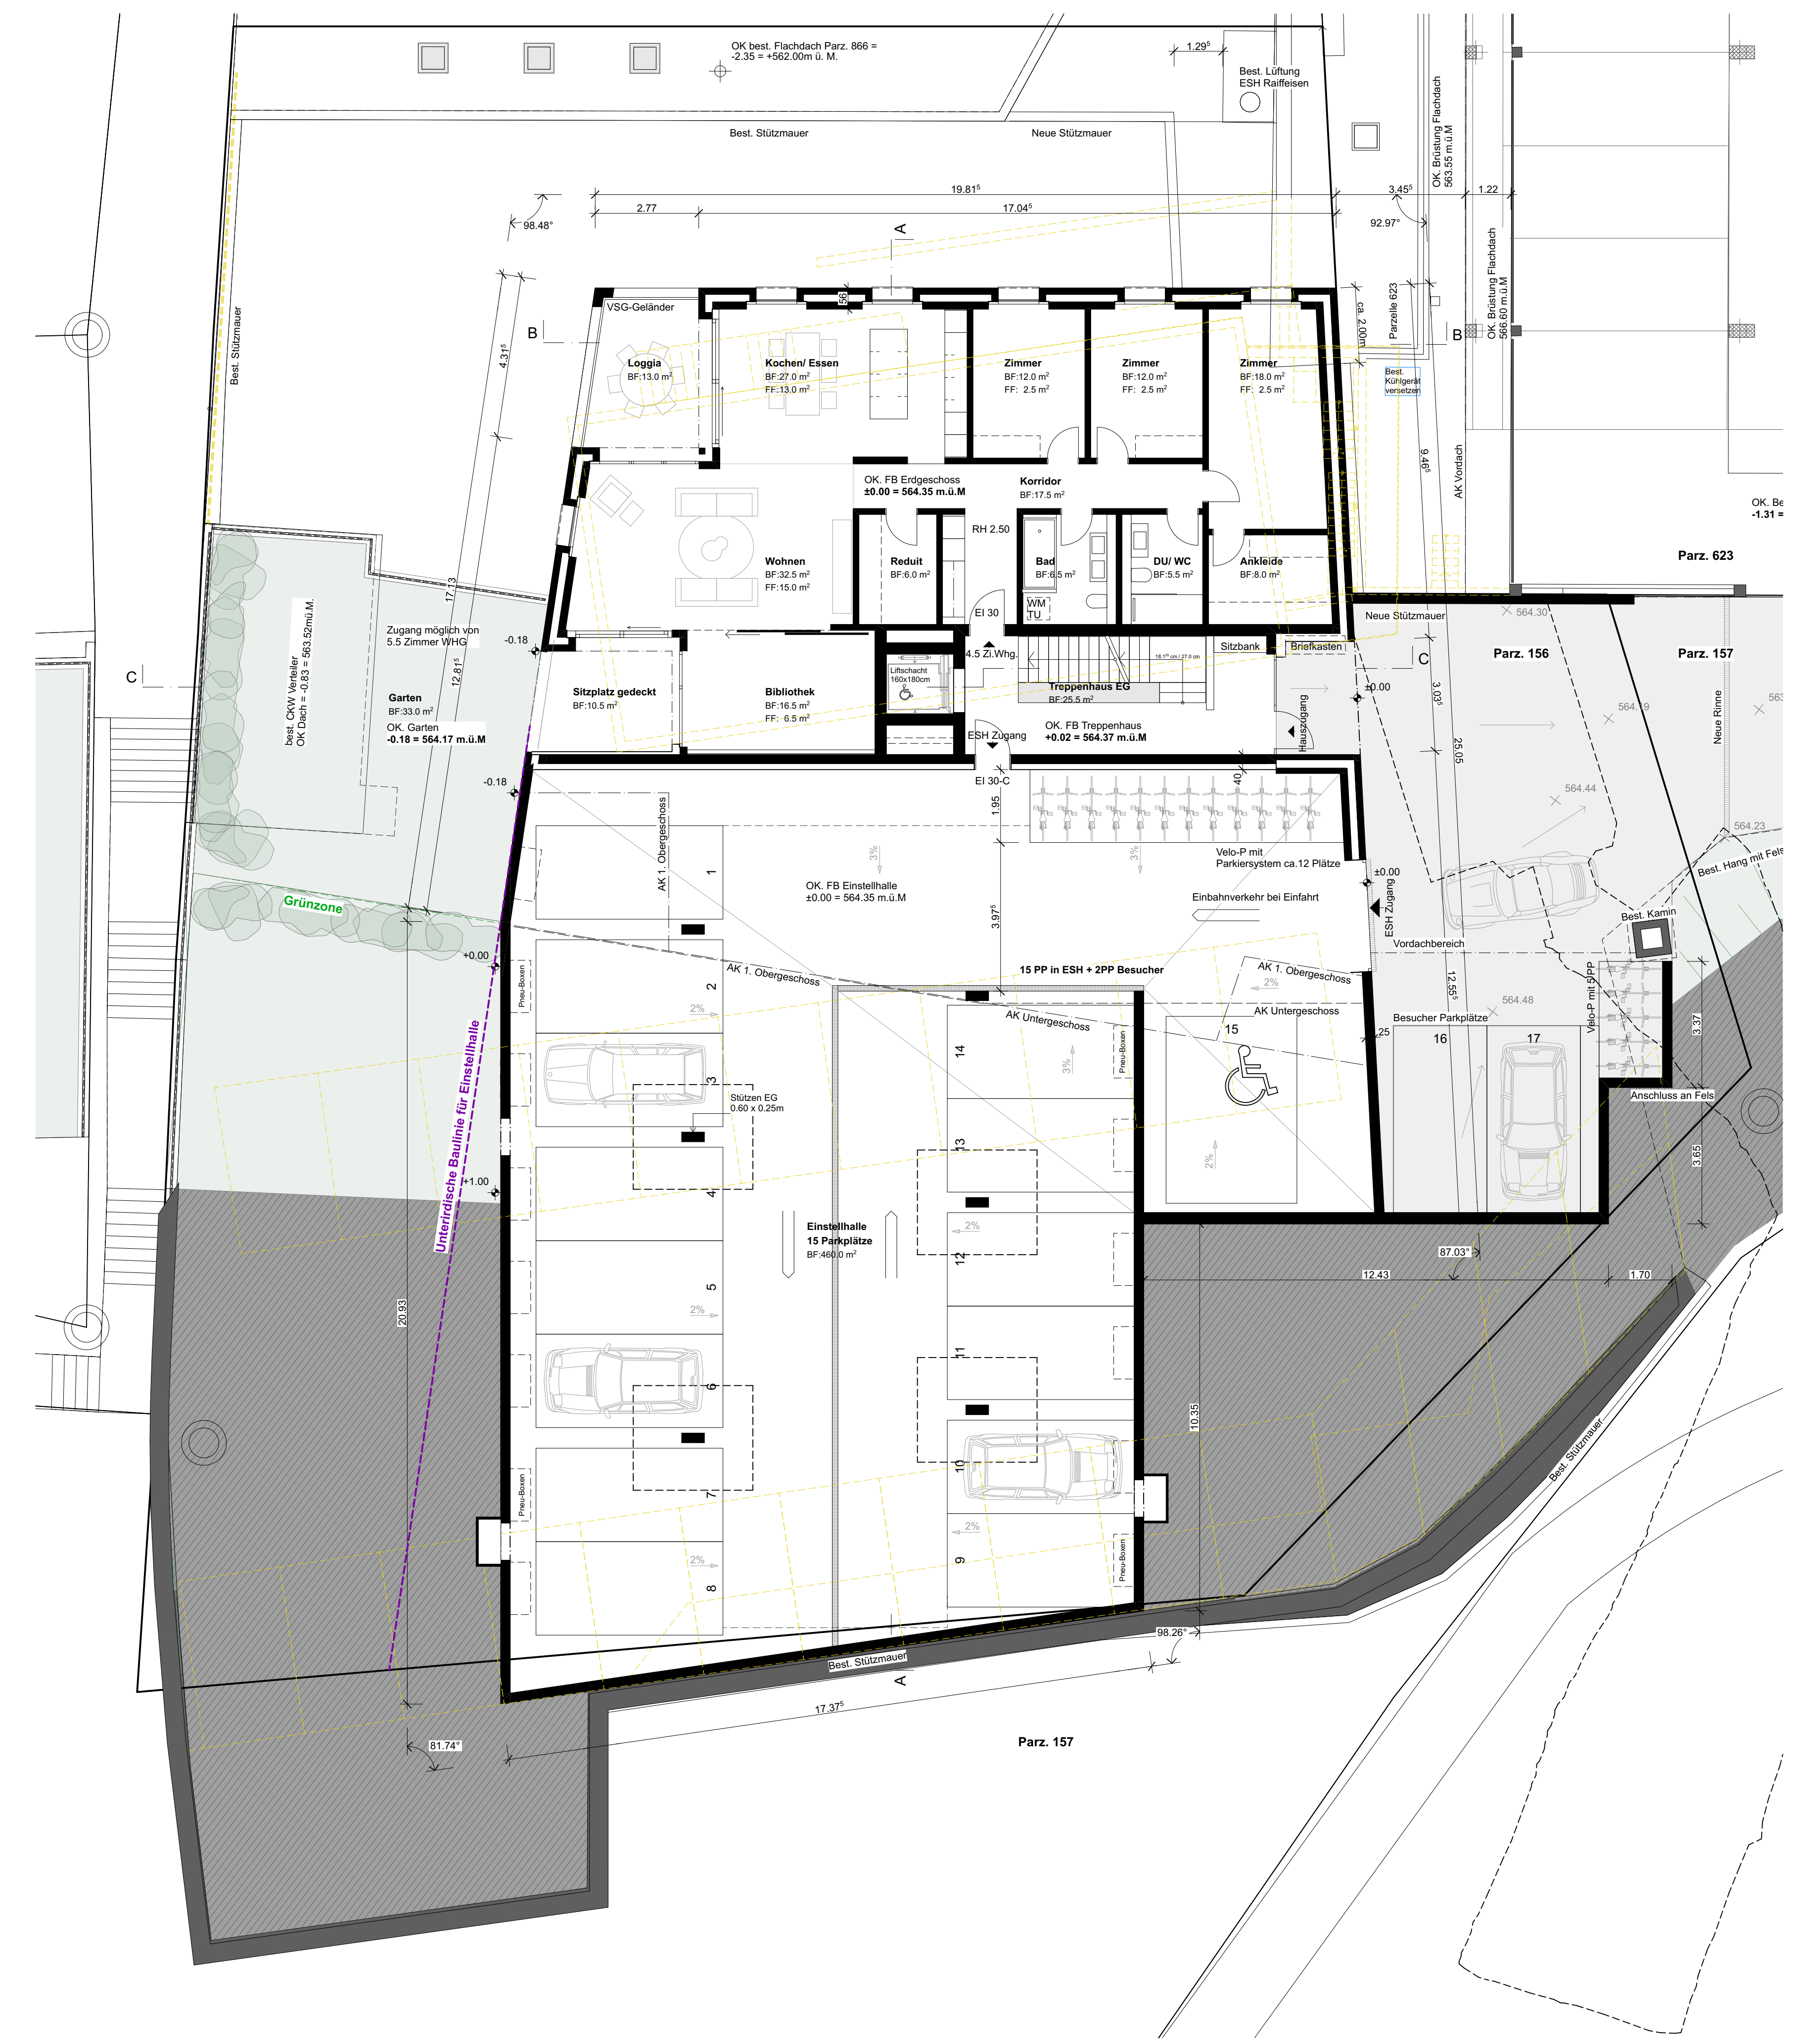 OK best. Flachdach Parz. 866 =
-2.35 = +562.00m ü. M.
1.29⁵
Best. Lüftung
ESH Raiffeisen
OK. Brüstung Flachdach
563.55 m.ü.M
Best. Stützmauer
Neue Stützmauer
19.81⁵
3.45⁵
1.22
2.77
17.04⁵
98.48°
92.97°
A
OK. Brüstung Flachdach
566.60 m.ü.M
Best. Stützmauer
VSG-Geländer
56
B
B
ca. 2.00m
Parzelle 623
4.31⁵
Loggia
BF:13.0 m²
Kochen/ Essen
BF:27.0 m²
FF:13.0 m²
Zimmer
BF:12.0 m²
FF: 2.5 m²
Zimmer
BF:12.0 m²
FF: 2.5 m²
Zimmer
BF:18.0 m²
FF: 2.5 m²
Best.
Kühlgerät
versetzen
9.46⁵
AK Vordach
OK. FB Erdgeschoss
±0.00 = 564.35 m.ü.M
Korridor
BF:17.5 m²
RH 2.50
OK. Be
-1.31 =
Parz. 623
Wohnen
BF:32.5 m²
FF:15.0 m²
Reduit
BF:6.0 m²
Bad
BF:6.5 m²
DU/ WC
BF:5.5 m²
Ankleide
BF:8.0 m²
WM
TU
EI 30
17.13
12.81⁵
best. CKW Verteiler
OK Dach = -0.83 = 563.52mü.M.
Zugang möglich von
5.5 Zimmer WHG
-0.18
Neue Stützmauer
564.30
4.5 Zi.Whg.
Sitzbank
Briefkasten
18.1²⁵ cm / 27.0 cm
C
C
Parz. 156
Parz. 157
Liftschacht
160x180cm
Garten
BF:33.0 m²
OK. Garten
-0.18 = 564.17 m.ü.M
Sitzplatz gedeckt
BF:10.5 m²
Bibliothek
BF:16.5 m²
FF: 6.5 m²
Treppenhaus EG
BF:25.5 m²
OK. FB Treppenhaus
+0.02 = 564.37 m.ü.M
ESH Zugang
Hauszugang
±0.00
3.03⁵
25.05
564.19
563
Neue Rinne
-0.18
EI 30-C
1.95
40
564.44
564.23
AK 1. Obergeschoss
3%
3%
Velo-P mit
Parkiersystem ca.12 Plätze
Best. Hang mit Fels
1
OK. FB Einstellhalle
±0.00 = 564.35 m.ü.M
±0.00
ESH Zugang
Einbahnverkehr bei Einfahrt
Grünzone
3.97⁵
Best. Kamin
Vordachbereich
+0.00
Pneu-Boxen
AK 1. Obergeschoss
15 PP in ESH + 2PP Besucher
AK 1. Obergeschoss
2%
2
2%
12.55⁵
Velo-P mit 5 PP
AK Untergeschoss
AK Untergeschoss
564.48
Besucher Parkplätze
3.37
15
25
16
17
14
Pneu-Boxen
3%
3
Stützen EG
0.60 x 0.25m
Anschluss an Fels
Unterirdische Baulinie für Einstellhalle
13
2%
3.65
+1.00
4
Einstellhalle
15 Parkplätze
BF:460.0 m²
2%
12
87.03°
12.43
1.70
5
2%
20.93
11
6
10.35
Best. Stützmauer
10
7
Pneu-Boxen
2%
9
Pneu-Boxen
2%
8
98.26°
Best. Stützmauer
A
17.37⁵
81.74°
Parz. 157